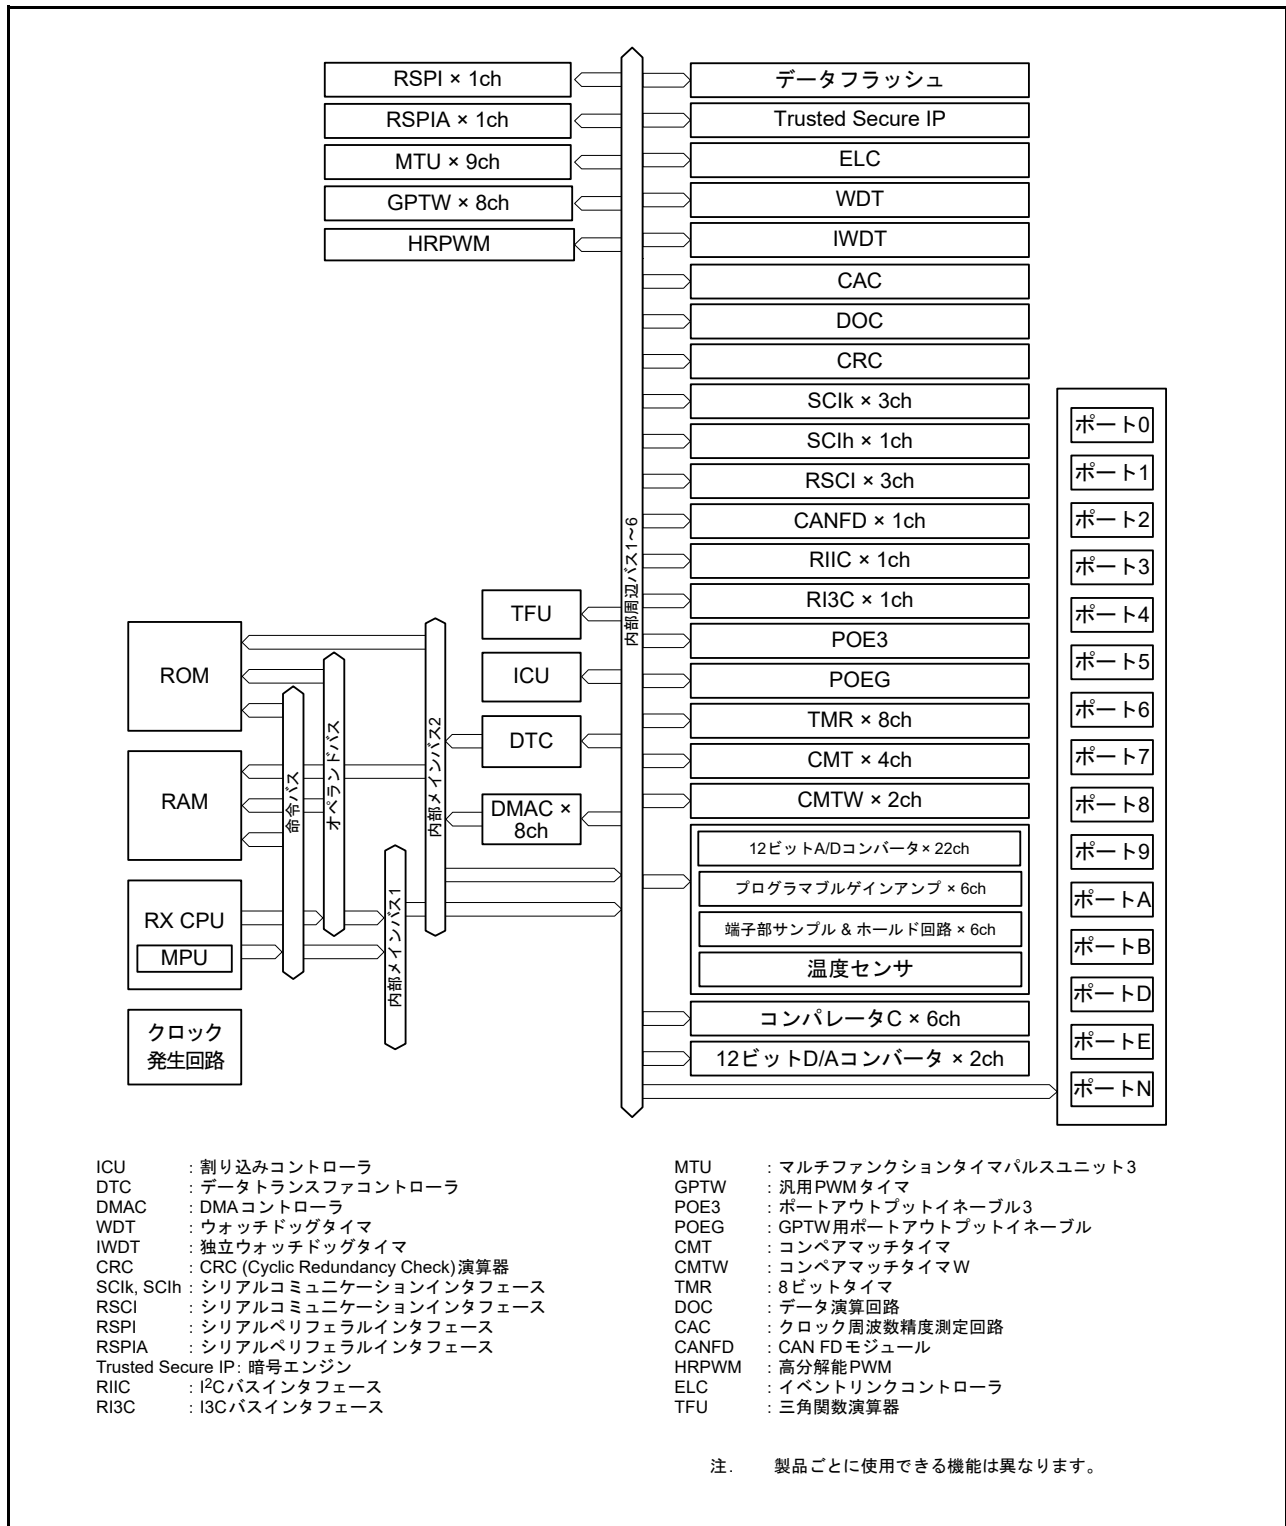 RSPI × 1ch
RSPIA × 1ch
MTU × 9ch
GPTW × 8ch
HRPWM
データフラッシュ
Trusted Secure IP
ELC
WDT
IWDT
CAC
DOC
CRC
SCIk × 3ch
SCIh × 1ch
RSCI × 3ch
CANFD × 1ch
RIIC × 1ch
RI3C × 1ch
POE3
POEG
TMR × 8ch
CMT × 4ch
CMTW × 2ch
12ビットA/Dコンバータ× 22ch
プログラマブルゲインアンプ × 6ch
端子部サンプル & ホールド回路 × 6ch
温度センサ
コンパレータC × 6ch
12ビットD/Aコンバータ × 2ch
ポート0
ポート1
ポート2
ポート3
ポート4
ポート5
ポート6
ポート7
ポート8
ポート9
ポートA
ポートB
ポートD
ポートE
ポートN
内部周辺バス1~6
TFU
ICU
DTC
DMAC ×
8ch
内部メインバス2
オペランドバス
命令バス
内部メインバス1
ROM
RAM
RX CPU
MPU
クロック
発生回路
ICU : 割り込みコントローラ
DTC : データトランスファコントローラ
DMAC : DMAコントローラ
WDT : ウォッチドッグタイマ
IWDT : 独立ウォッチドッグタイマ
CRC : CRC (Cyclic Redundancy Check)演算器
SCIk, SCIh : シリアルコミュニケーションインタフェース
RSCI : シリアルコミュニケーションインタフェース
RSPI : シリアルペリフェラルインタフェース
RSPIA : シリアルペリフェラルインタフェース
Trusted Secure IP: 暗号エンジン
RIIC : I²Cバスインタフェース
RI3C : I3Cバスインタフェース
MTU : マルチファンクションタイマパルスユニット3
GPTW : 汎用PWMタイマ
POE3 : ポートアウトプットイネーブル3
POEG : GPTW用ポートアウトプットイネーブル
CMT : コンペアマッチタイマ
CMTW : コンペアマッチタイマW
TMR : 8ビットタイマ
DOC : データ演算回路
CAC : クロック周波数精度測定回路
CANFD : CAN FDモジュール
HRPWM : 高分解能PWM
ELC : イベントリンクコントローラ
TFU : 三角関数演算器
注. 製品ごとに使用できる機能は異なります。